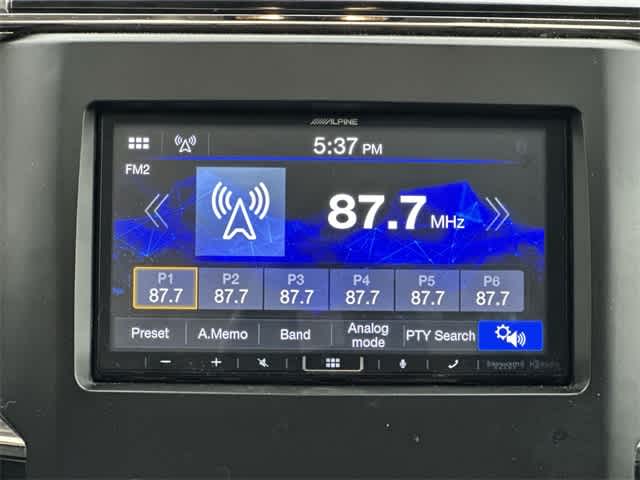 ALPINE
5:37 PM
FM2
87.7 MHz
P1 P2 P3 P4 P5 P6
87.7 87.7 87.7 87.7 87.7 87.7
Preset A.Memo Band Analog mode PTY Search